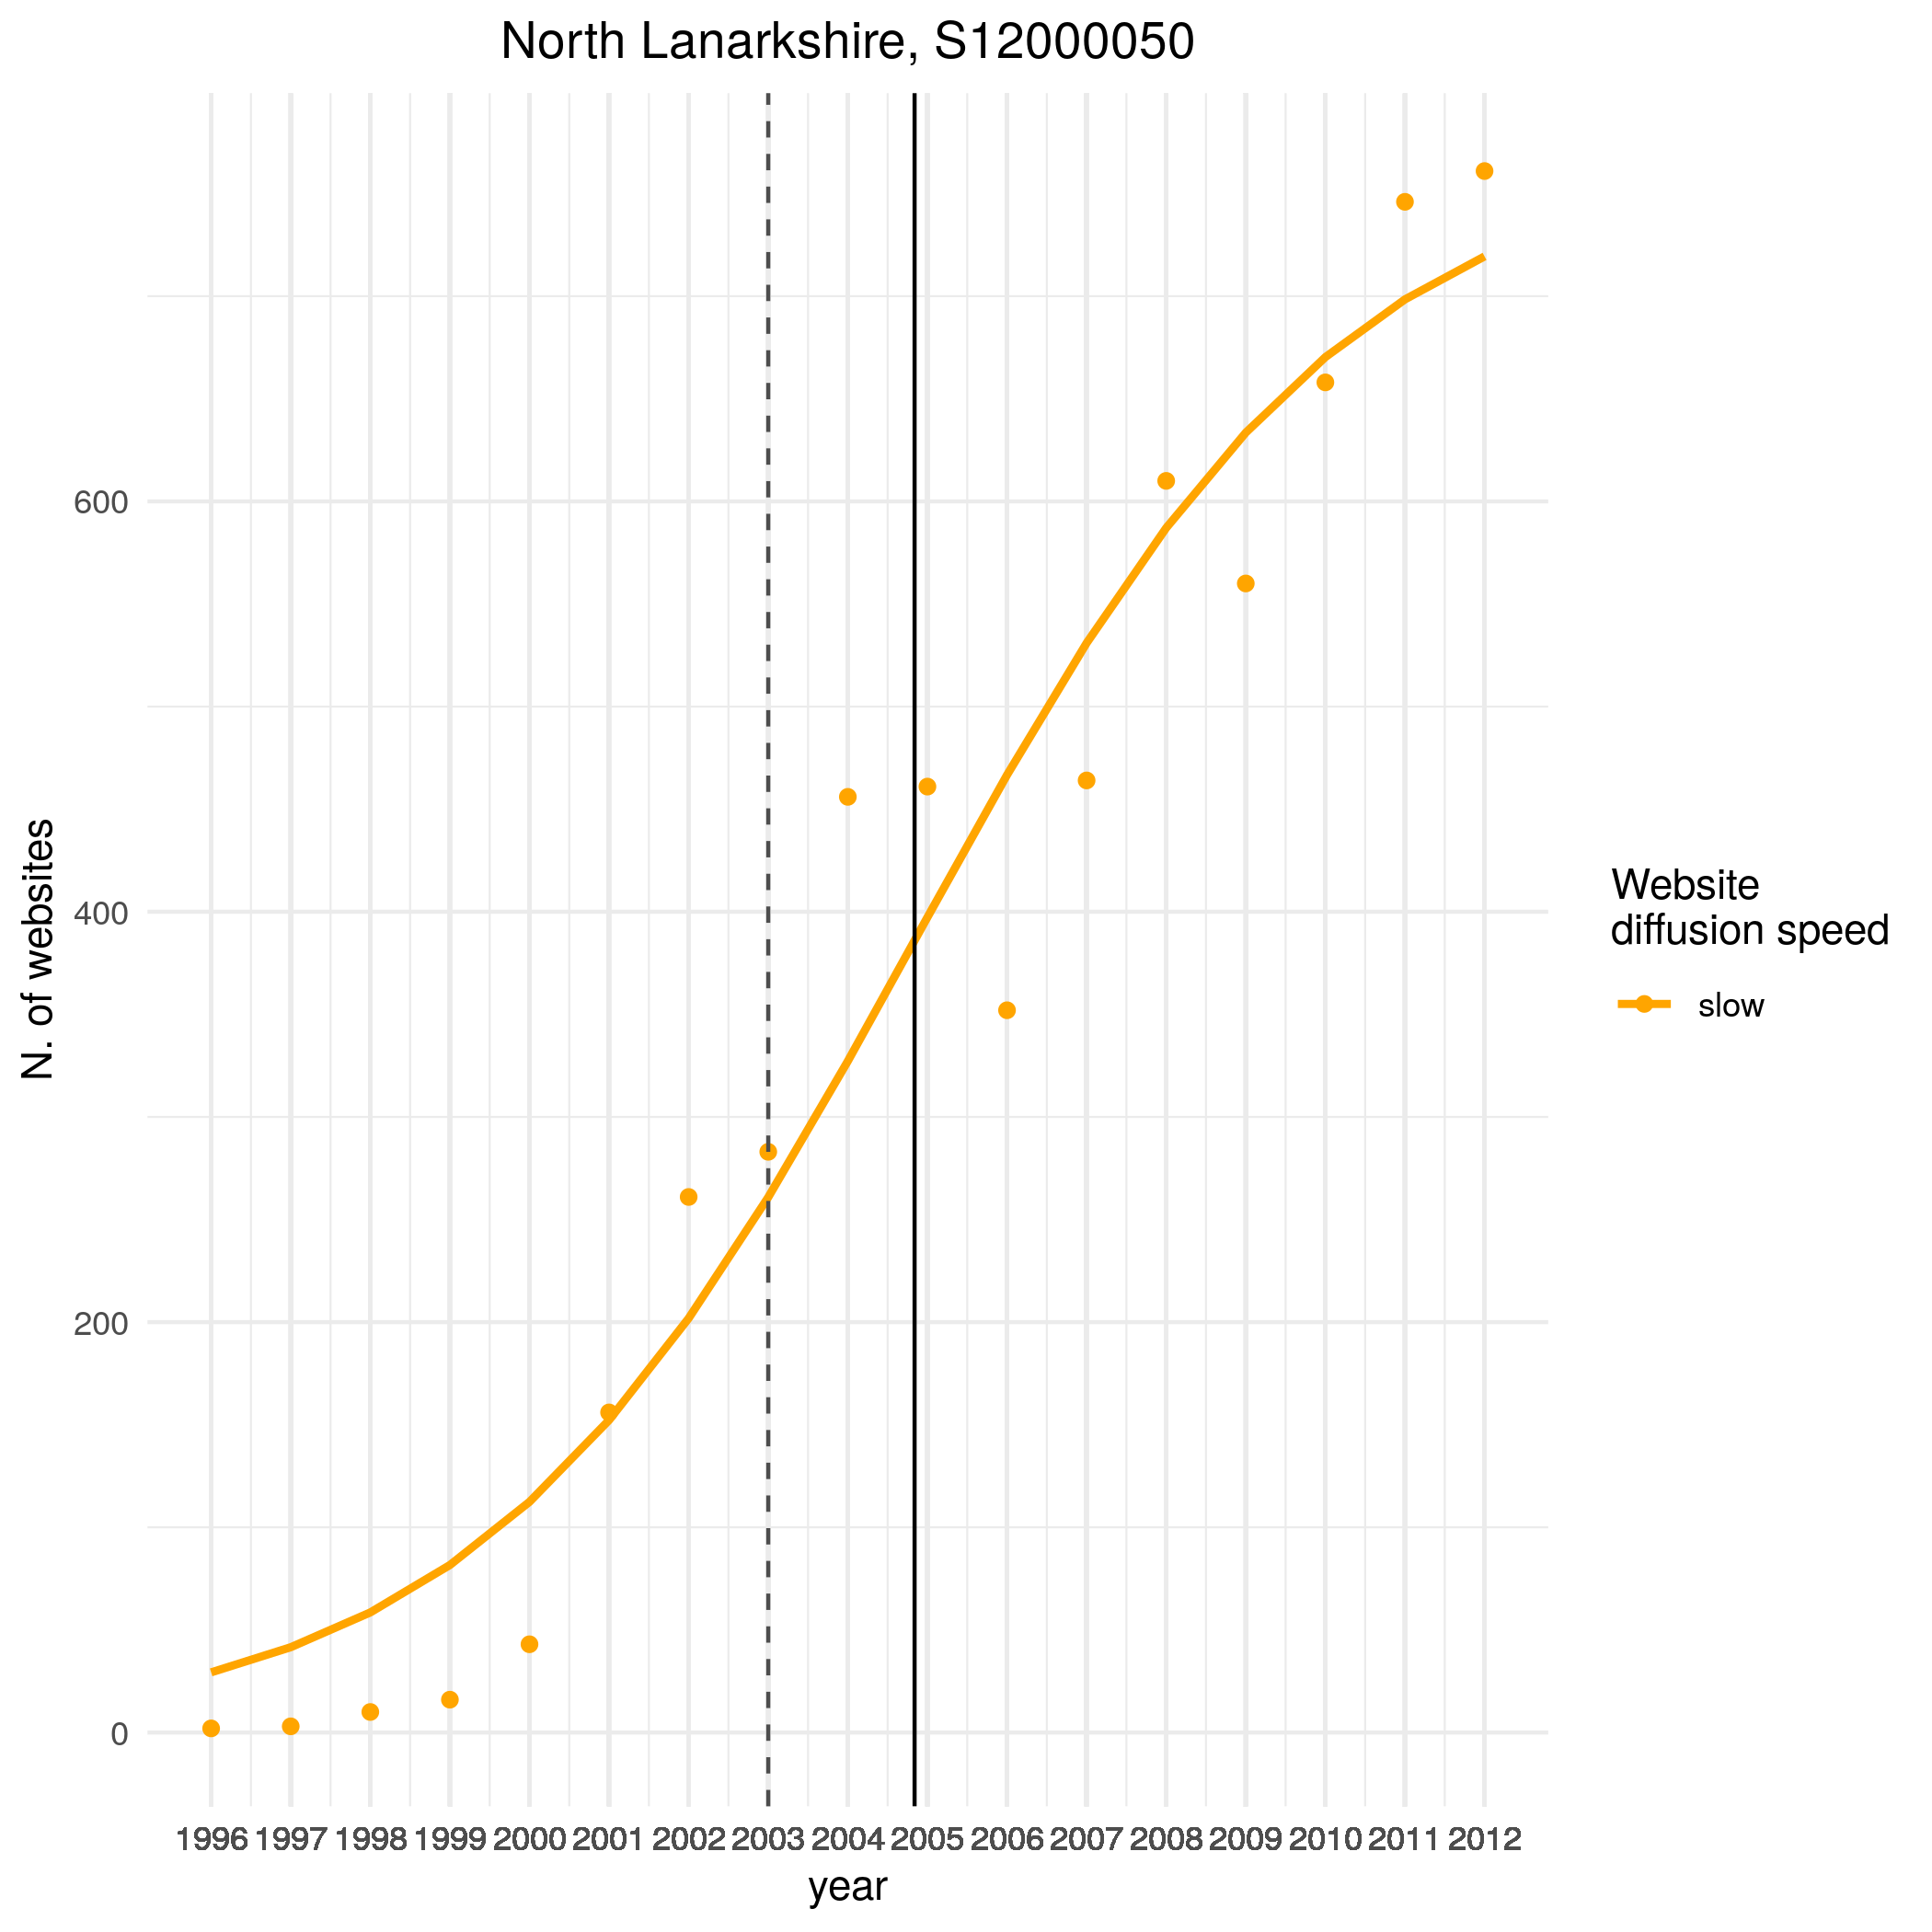 North Lanarkshire, S12000050
N. of websites
600
400
200
0
1996 1997 1998 1999 2000 2001 2002 2003 2004 2005 2006 2007 2008 2009 2010 2011 2012
year
Website
diffusion speed
slow